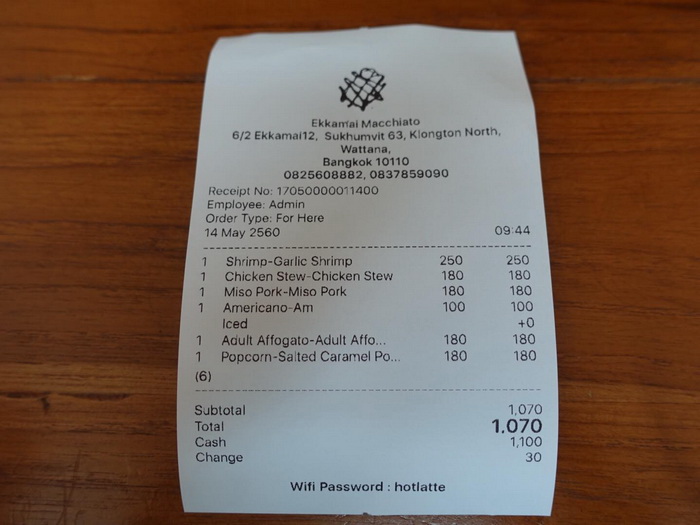 Ekkamai Macchiato
6/2 Ekkamai12, Sukhumvit 63, Klongton North,
Wattana,
Bangkok 10110
0825608882, 0837859090
Receipt No: 17050000011400
Employee: Admin
Order Type: For Here
14 May 2560 09:44
1 Shrimp-Garlic Shrimp 250 250
1 Chicken Stew-Chicken Stew 180 180
1 Miso Pork-Miso Pork 180 180
1 Americano-Am 100 100
Iced +0
1 Adult Affogato-Adult Affo... 180 180
1 Popcorn-Salted Caramel Po... 180 180
(6)
Subtotal 1,070
Total 1,070
Cash 1,100
Change 30
Wifi Password : hotlatte